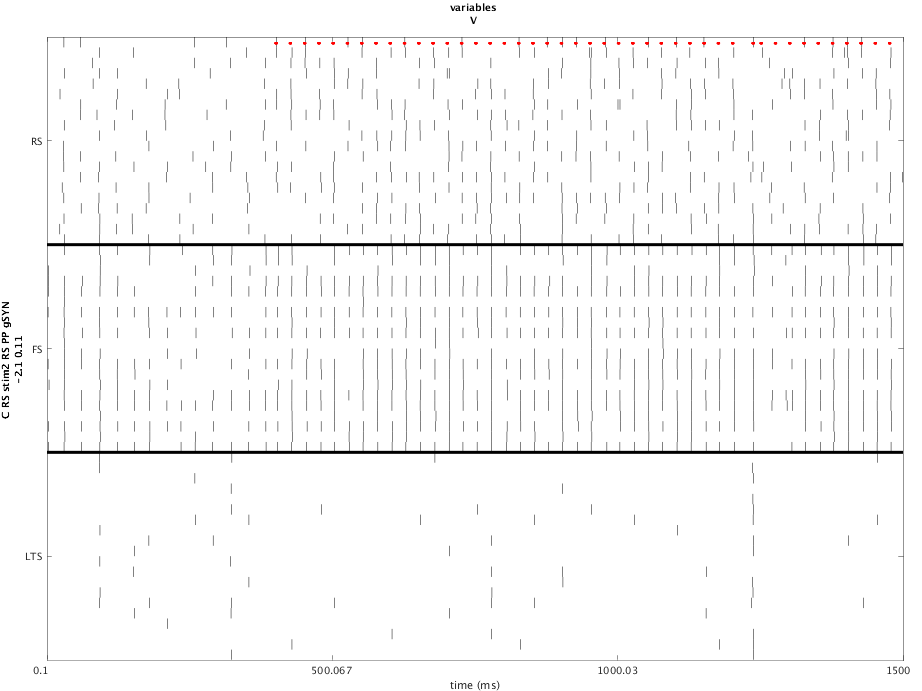 variables
V
C RS stim2 RS PP gSYN
-2.1 0.11
RS
FS
LTS
0.1
500.067
1000.03
1500
time (ms)